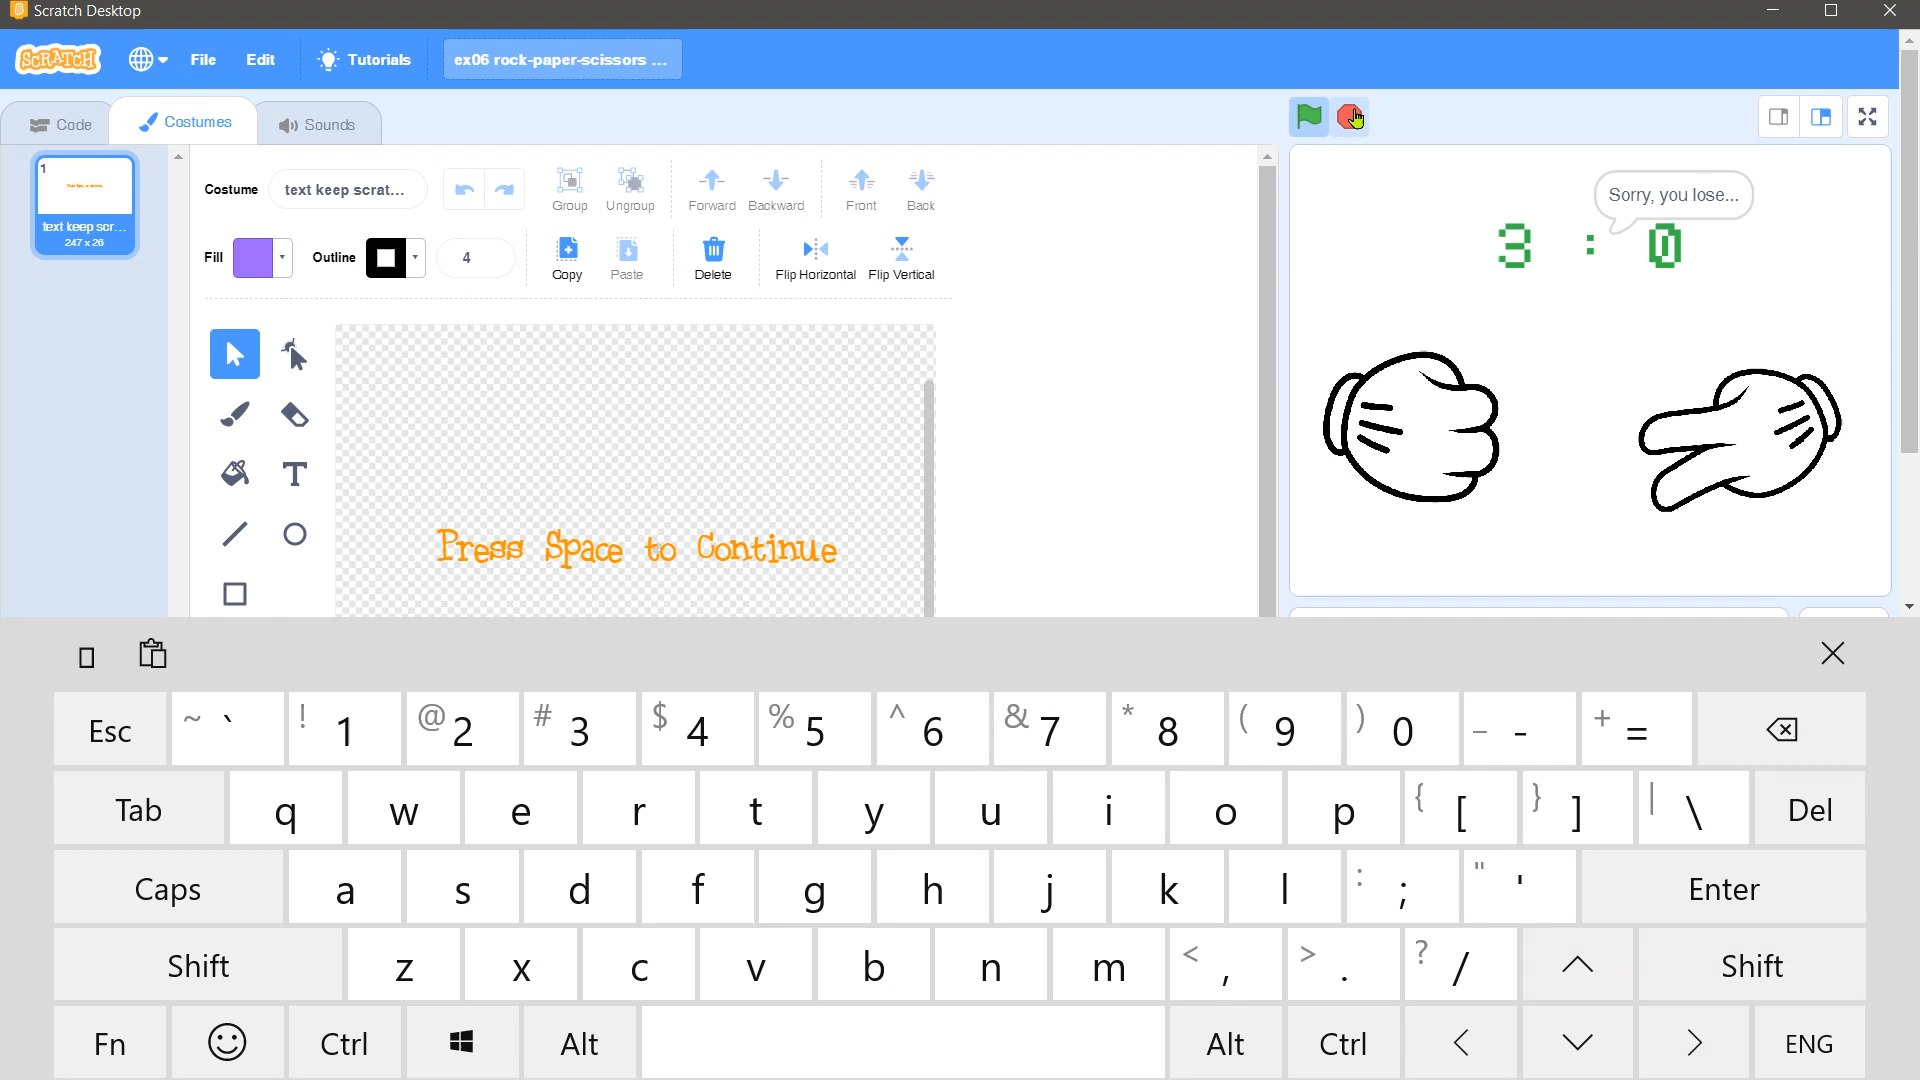 Scratch Desktop
SCRATCH File Edit Tutorials ex06 rock-paper-scissors ...
Code Costumes Sounds
1
text keep scr...
247 x 26
Costume text keep scrat... Group Ungroup Forward Backward Front Back
Fill Outline 4 Copy Paste Delete Flip Horizontal Flip Vertical
Press Space to Continue
Sorry, you lose...
3 : 0
Esc ~ ` ! 1 @ 2 # 3 $ 4 % 5 ^ 6 & 7 * 8 ( 9 ) 0 _ - + =
Tab q w e r t y u i o p { [ } ] | \ Del
Caps a s d f g h j k l : ; " ' Enter
Shift z x c v b n m < , > . ? / Shift
Fn Ctrl Alt Alt Ctrl ENG